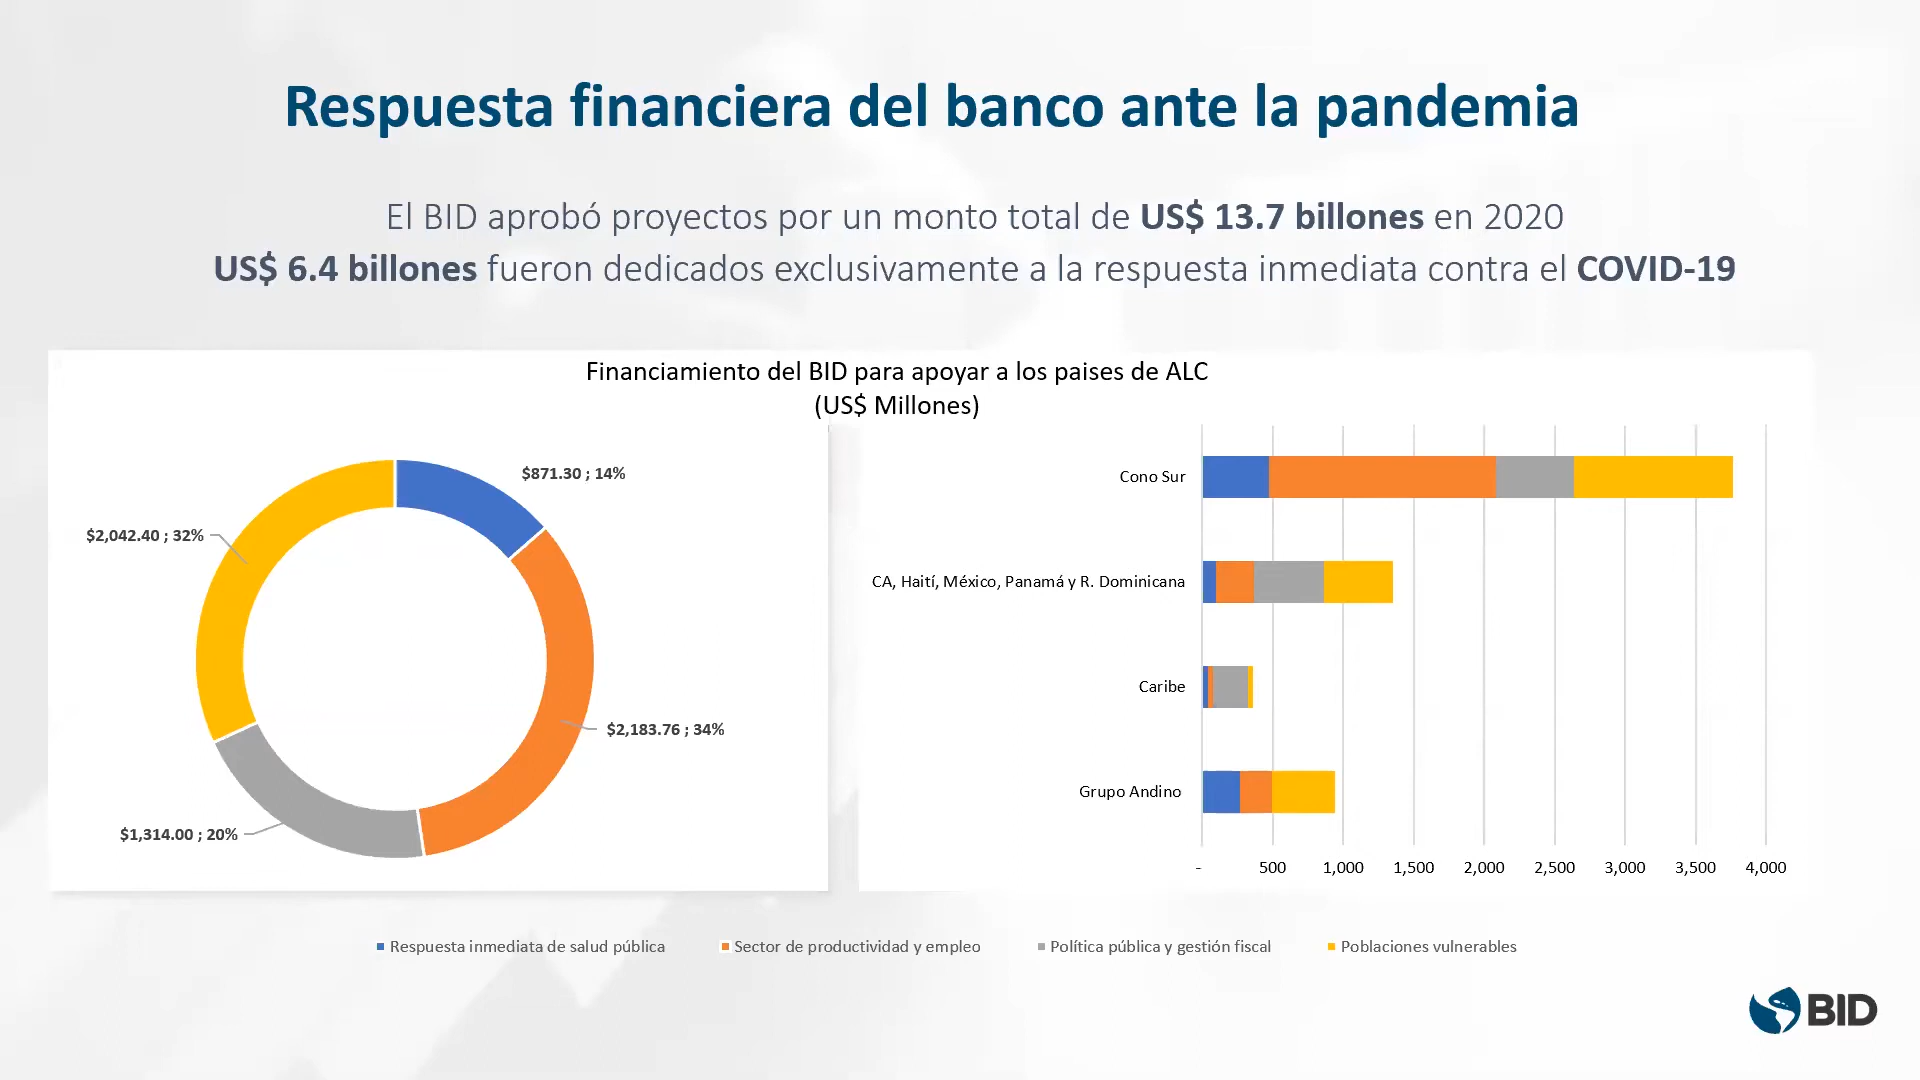 Respuesta financiera del banco ante la pandemia
El BID aprobó proyectos por un monto total de US$ 13.7 billones en 2020
US$ 6.4 billones fueron dedicados exclusivamente a la respuesta inmediata contra el COVID-19
Financiamiento del BID para apoyar a los paises de ALC
(US$ Millones)
$871.30 ; 14%
$2,042.40 ; 32%
$2,183.76 ; 34%
$1,314.00 ; 20%
Cono Sur
CA, Haití, México, Panamá y R. Dominicana
Caribe
Grupo Andino
- 500 1,000 1,500 2,000 2,500 3,000 3,500 4,000
Respuesta inmediata de salud pública Sector de productividad y empleo Política pública y gestión fiscal Poblaciones vulnerables
BID